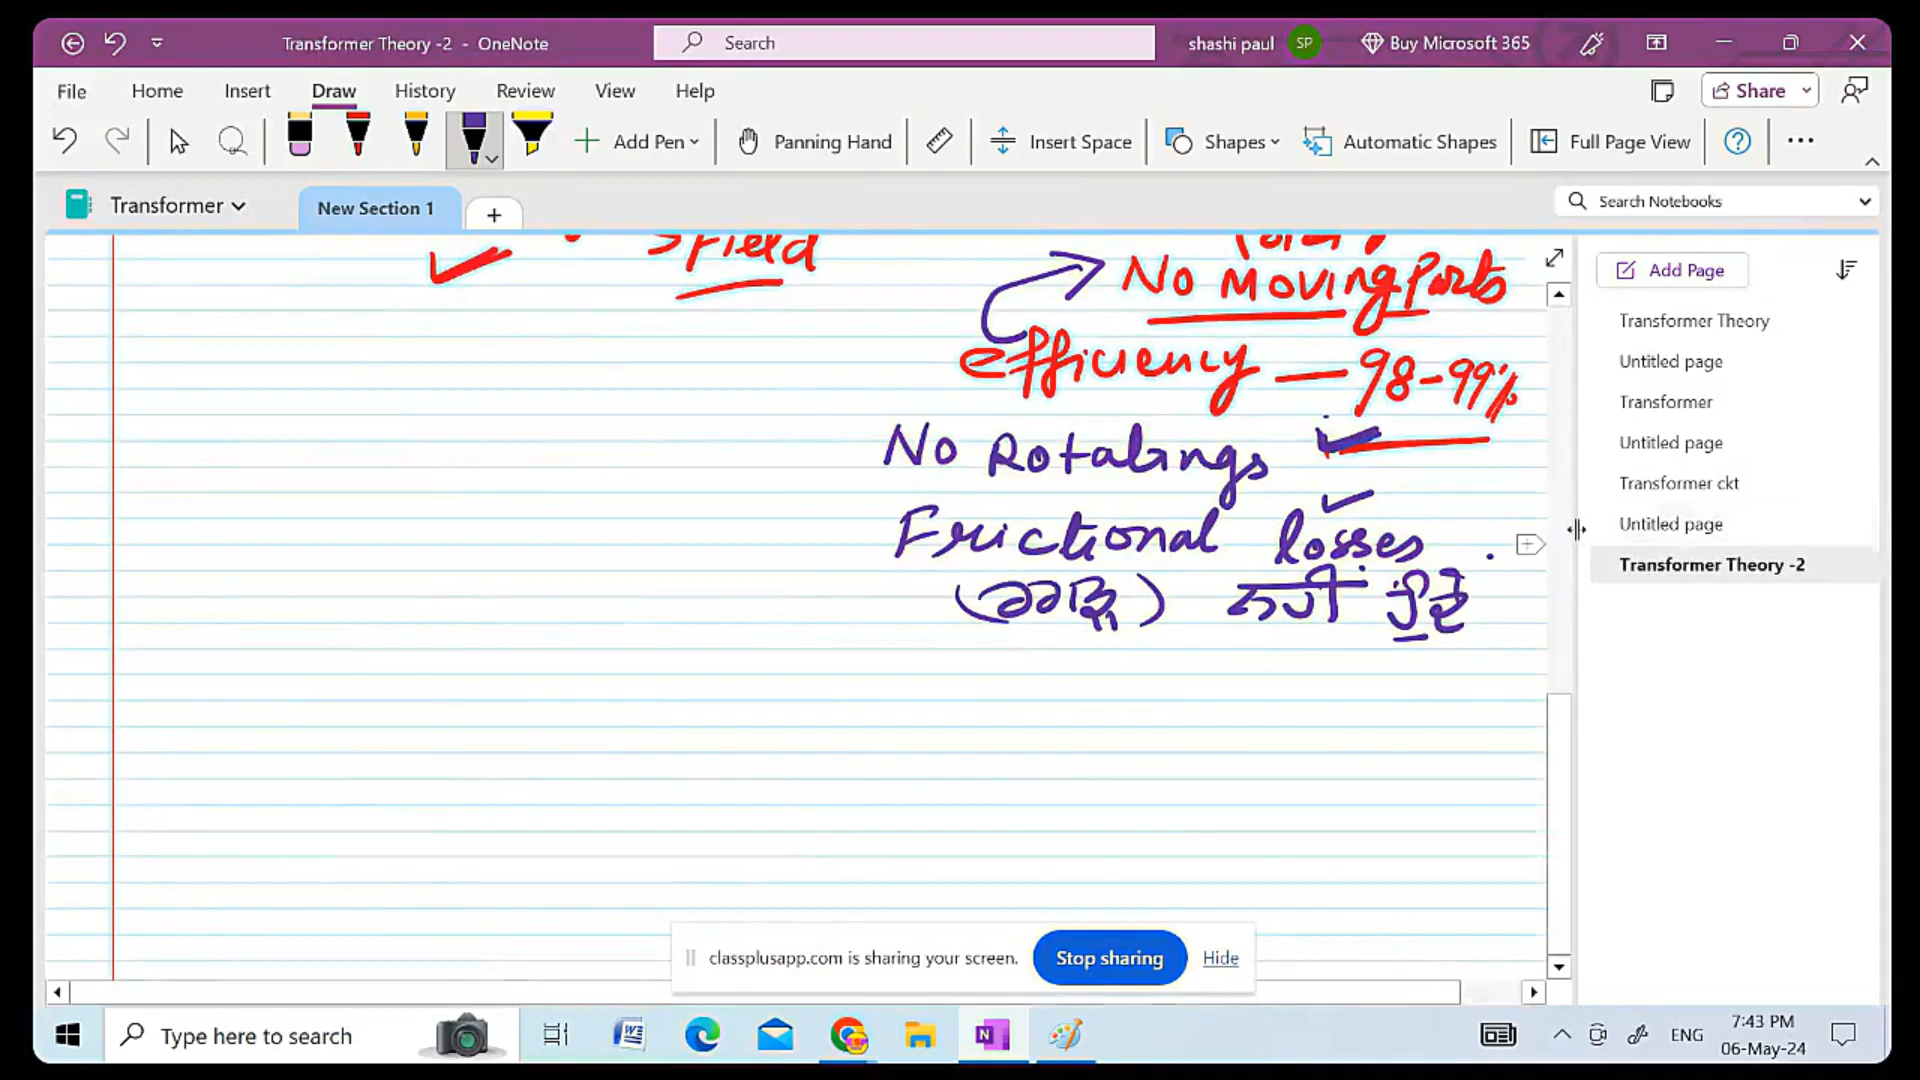 Transformer Theory -2 - OneNote
Search
shashi paul
SP
Buy Microsoft 365
File
Home
Insert
Draw
History
Review
View
Help
Share
Add Pen
Panning Hand
Insert Space
Shapes
Automatic Shapes
Full Page View
Transformer
New Section 1
Search Notebooks
field
No Moving Parts
efficiency — 98-99%
No Rotatings
Frictional losses .
Add Page
Transformer Theory
Untitled page
Transformer
Untitled page
Transformer ckt
Untitled page
Transformer Theory -2
classplusapp.com is sharing your screen.
Stop sharing
Hide
Type here to search
ENG
7:43 PM
06-May-24